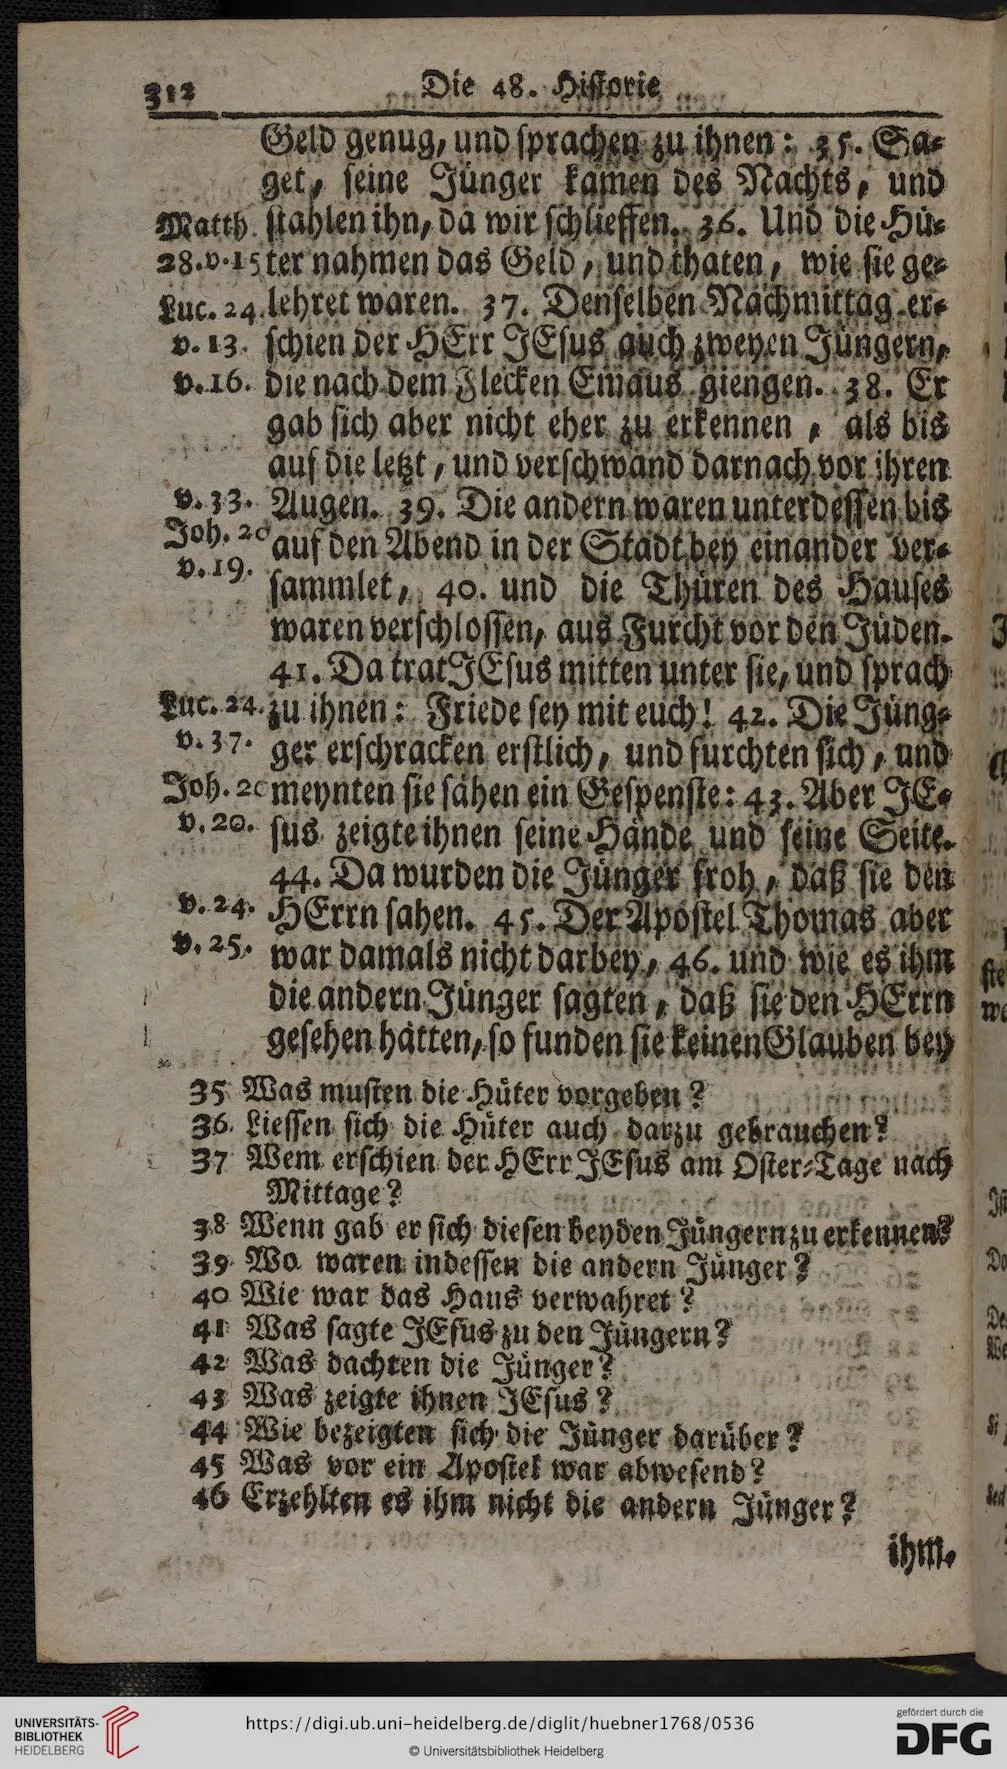 312 Die 48. Historie
Geld genug, und sprachen zu ihnen: 35. Sa-
get, seine Jünger kamen des Nachts, und
Matth. stahlen ihn, da wir schlieffen. 36. Und die Hü-
28.v.15 ter nahmen das Geld, und thaten, wie sie ge-
Luc. 24. lehret waren. 37. Denselben Nachmittag er-
v.13. schien der HErr JEsus auch zweyen Jüngern,
v.16. die nach dem Flecken Emaus giengen. 38. Er
gab sich aber nicht eher zu erkennen, als bis
auf die letzt, und verschwand darnach vor ihren
v.33. Augen. 39. Die andern waren unterdessen bis
Joh. 20 auf den Abend in der Stadt bey einander ver-
v.19. sammlet, 40. und die Thüren des Hauses
waren verschlossen, aus Furcht vor den Jüden.
41. Da trat JEsus mitten unter sie, und sprach
Luc. 24. zu ihnen: Friede sey mit euch! 42. Die Jüng-
v.37. ger erschracken erstlich, und furchten sich, und
Joh. 20 meynten sie sähen ein Gespenste: 43. Aber JE-
v.20. sus zeigte ihnen seine Hände und seine Seite.
44. Da wurden die Jünger froh, daß sie den
v.24. HErrn sahen. 45. Der Apostel Thomas aber
v.25. war damals nicht darbey, 46. und wie es ihm
die andern Jünger sagten, daß sie den HErrn
gesehen hätten, so funden sie keinen Glauben bey
35 Was musten die Hüter vorgeben?
36. Liessen sich die Hüter auch darzu gebrauchen?
37 Wem erschien der HErr JEsus am Oster-Tage nach
Mittage?
38 Wenn gab er sich diesen beyden Jüngern zu erkennen?
39 Wo waren indessen die andern Jünger?
40 Wie war das Haus verwahret?
41 Was sagte JEsus zu den Jüngern?
42 Was dachten die Jünger?
43 Was zeigte ihnen JEsus?
44 Wie bezeigten sich die Jünger darüber?
45 Was vor ein Apostel war abwesend?
46 Erzehlten es ihm nicht die andern Jünger?
ihm.
UNIVERSITÄTS-
BIBLIOTHEK
HEIDELBERG
https://digi.ub.uni-heidelberg.de/diglit/huebner1768/0536
© Universitätsbibliothek Heidelberg
gefördert durch die
DFG